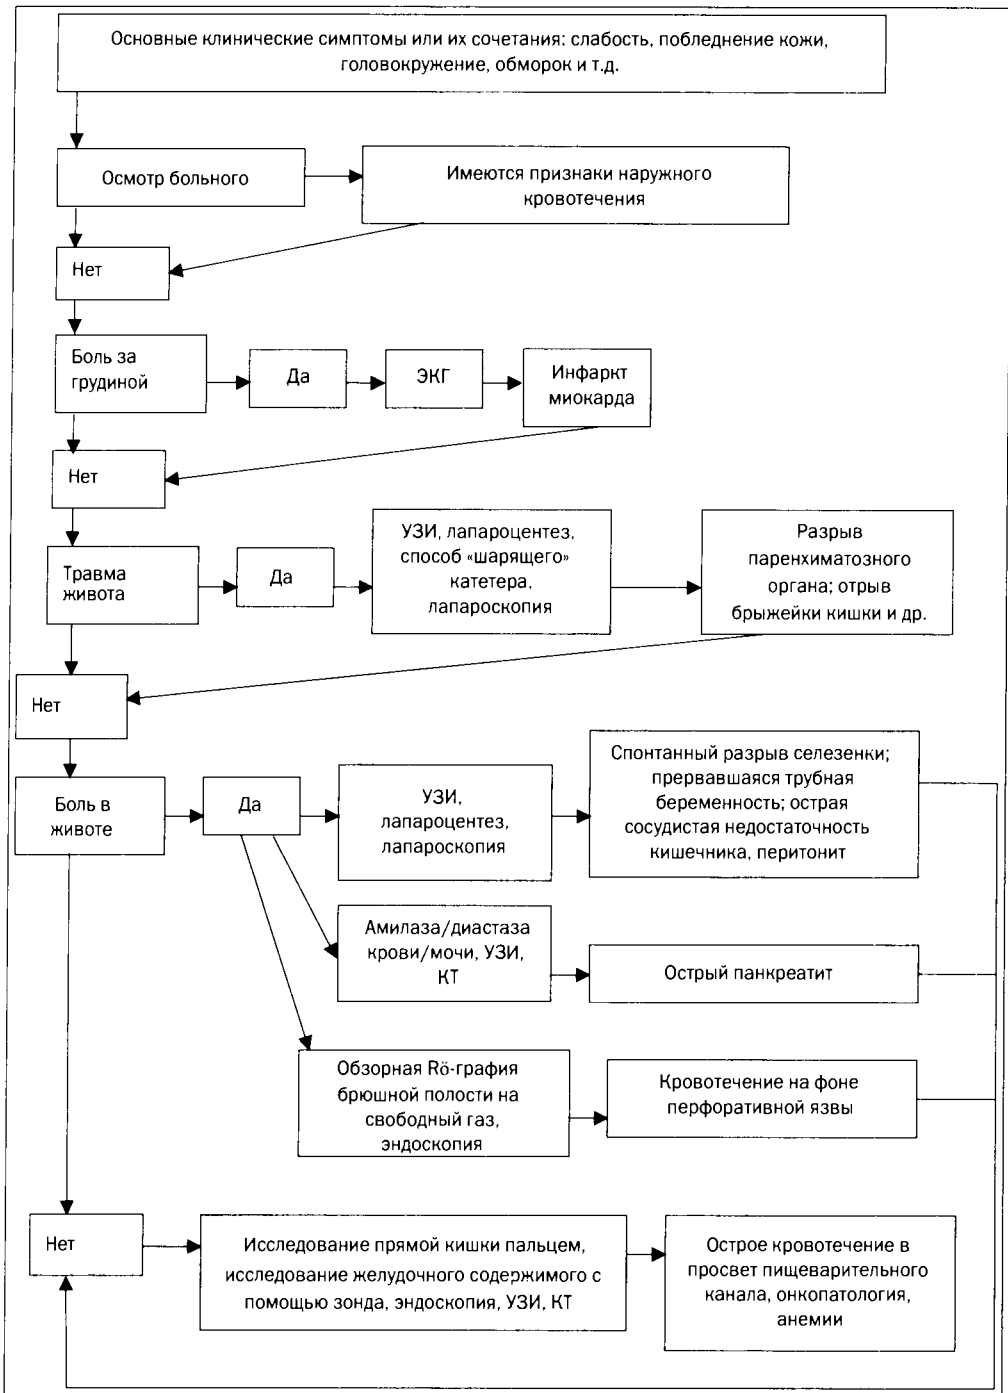 Основные клинические симптомы или их сочетания: слабость, побледнение кожи,
головокружение, обморок и т.д.
Осмотр больного
Имеются признаки наружного
кровотечения
Нет
Боль за
грудиной
Да
ЭКГ
Инфаркт
миокарда
Нет
Травма
живота
Да
УЗИ, лапароцентез,
способ «шарящего»
катетера,
лапароскопия
Разрыв
паренхиматозного
органа; отрыв
брыжейки кишки и др.
Нет
Боль в
животе
Да
УЗИ,
лапароцентез,
лапароскопия
Спонтанный разрыв селезенки;
прервавшаяся трубная
беременность; острая
сосудистая недостаточность
кишечника, перитонит
Амилаза/диастаза
крови/мочи, УЗИ,
КТ
Острый панкреатит
Обзорная Rö-графия
брюшной полости на
свободный газ,
эндоскопия
Кровотечение на фоне
перфоративной язвы
Нет
Исследование прямой кишки пальцем,
исследование желудочного содержимого с
помощью зонда, эндоскопия, УЗИ, КТ
Острое кровотечение в
просвет пищеварительного
канала, онкопатология,
анемии